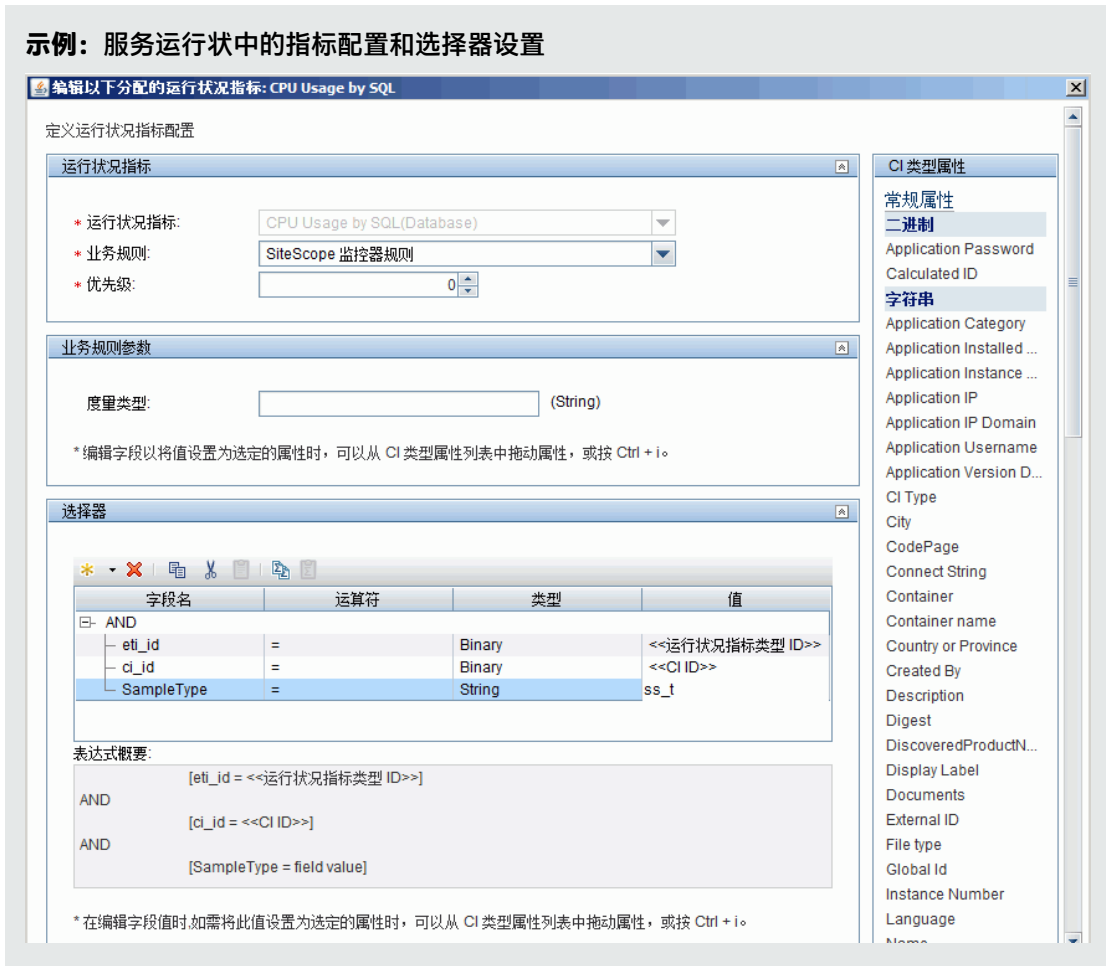 示例：服务运行状中的指标配置和选择器设置
编辑以下分配的运行状况指标: CPU Usage by SQL
定义运行状况指标配置
运行状况指标
* 运行状况指标:
CPU Usage by SQL(Database)
* 业务规则:
SiteScope 监控器规则
* 优先级:
0
业务规则参数
度量类型:
(String)
* 编辑字段以将值设置为选定的属性时，可以从 CI 类型属性列表中拖动属性，或按 Ctrl + i。
选择器
字段名 运算符 类型 值
AND
eti_id = Binary <<运行状况指标类型 ID>>
ci_id = Binary <<CI ID>>
SampleType = String ss_t
表达式概要:
[eti_id = <<运行状况指标类型 ID>>]
AND
[ci_id = <<CI ID>>]
AND
[SampleType = field value]
* 在编辑字段值时,如需将此值设置为选定的属性时，可以从 CI 类型属性列表中拖动属性，或按 Ctrl + i。
CI 类型属性
常规属性
二进制
Application Password
Calculated ID
字符串
Application Category
Application Installed ...
Application Instance ...
Application IP
Application IP Domain
Application Username
Application Version D...
CI Type
City
CodePage
Connect String
Container
Container name
Country or Province
Created By
Description
Digest
DiscoveredProductN...
Display Label
Documents
External ID
File type
Global Id
Instance Number
Language
Name